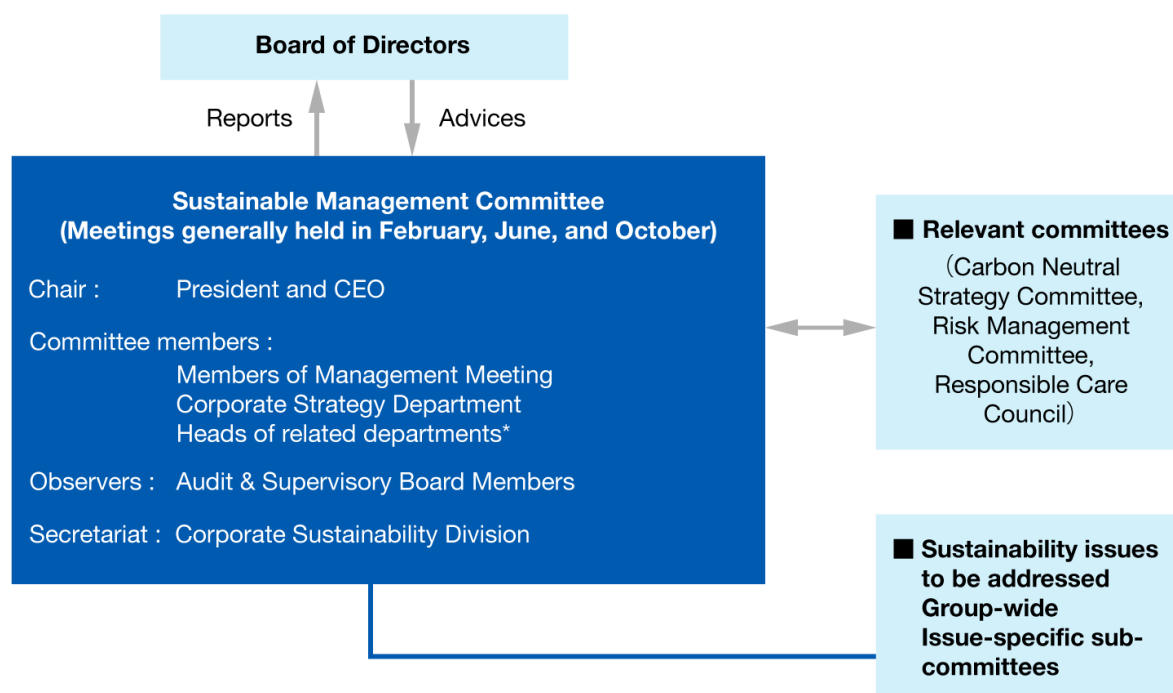 Board of Directors
Reports
Advices
Sustainable Management Committee
(Meetings generally held in February, June, and October)
Chair : President and CEO
Committee members :
Members of Management Meeting
Corporate Strategy Department
Heads of related departments*
Observers : Audit & Supervisory Board Members
Secretariat : Corporate Sustainability Division
■ Relevant committees
（Carbon Neutral
Strategy Committee,
Risk Management
Committee,
Responsible Care
Council）
■ Sustainability issues
to be addressed
Group-wide
Issue-specific sub-
committees